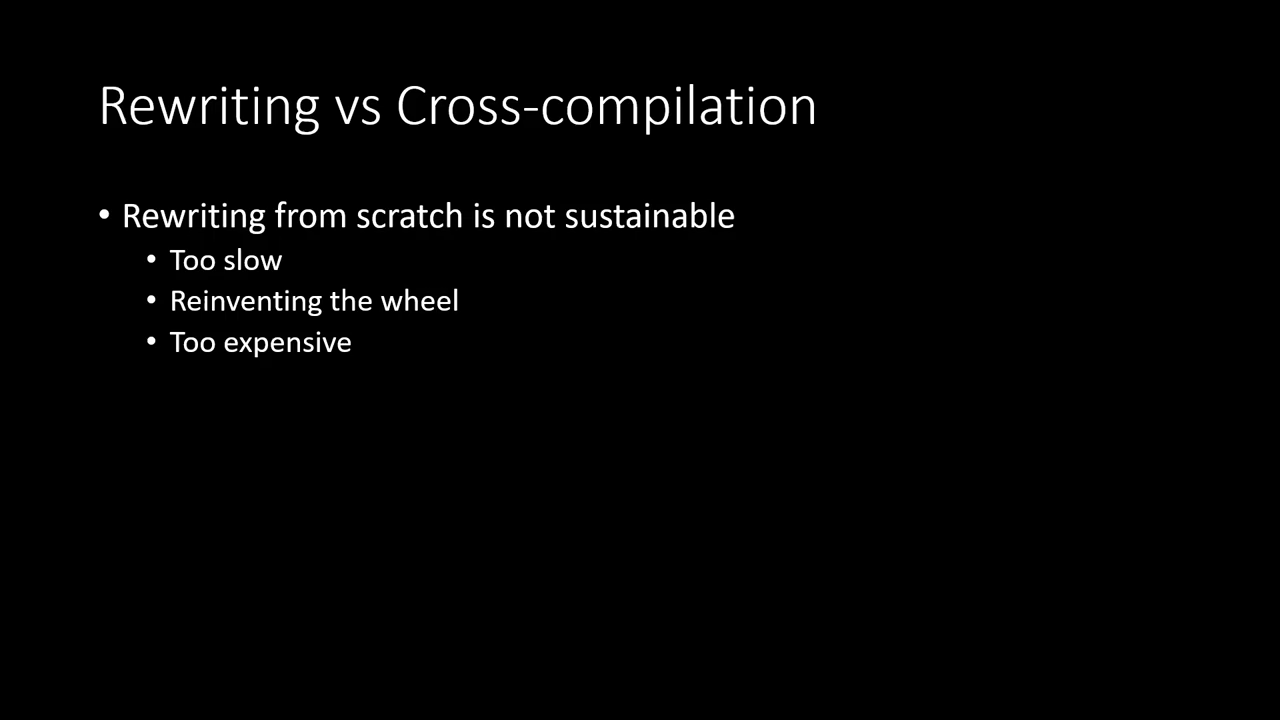 Rewriting vs Cross-compilation
• Rewriting from scratch is not sustainable
• Too slow
• Reinventing the wheel
• Too expensive